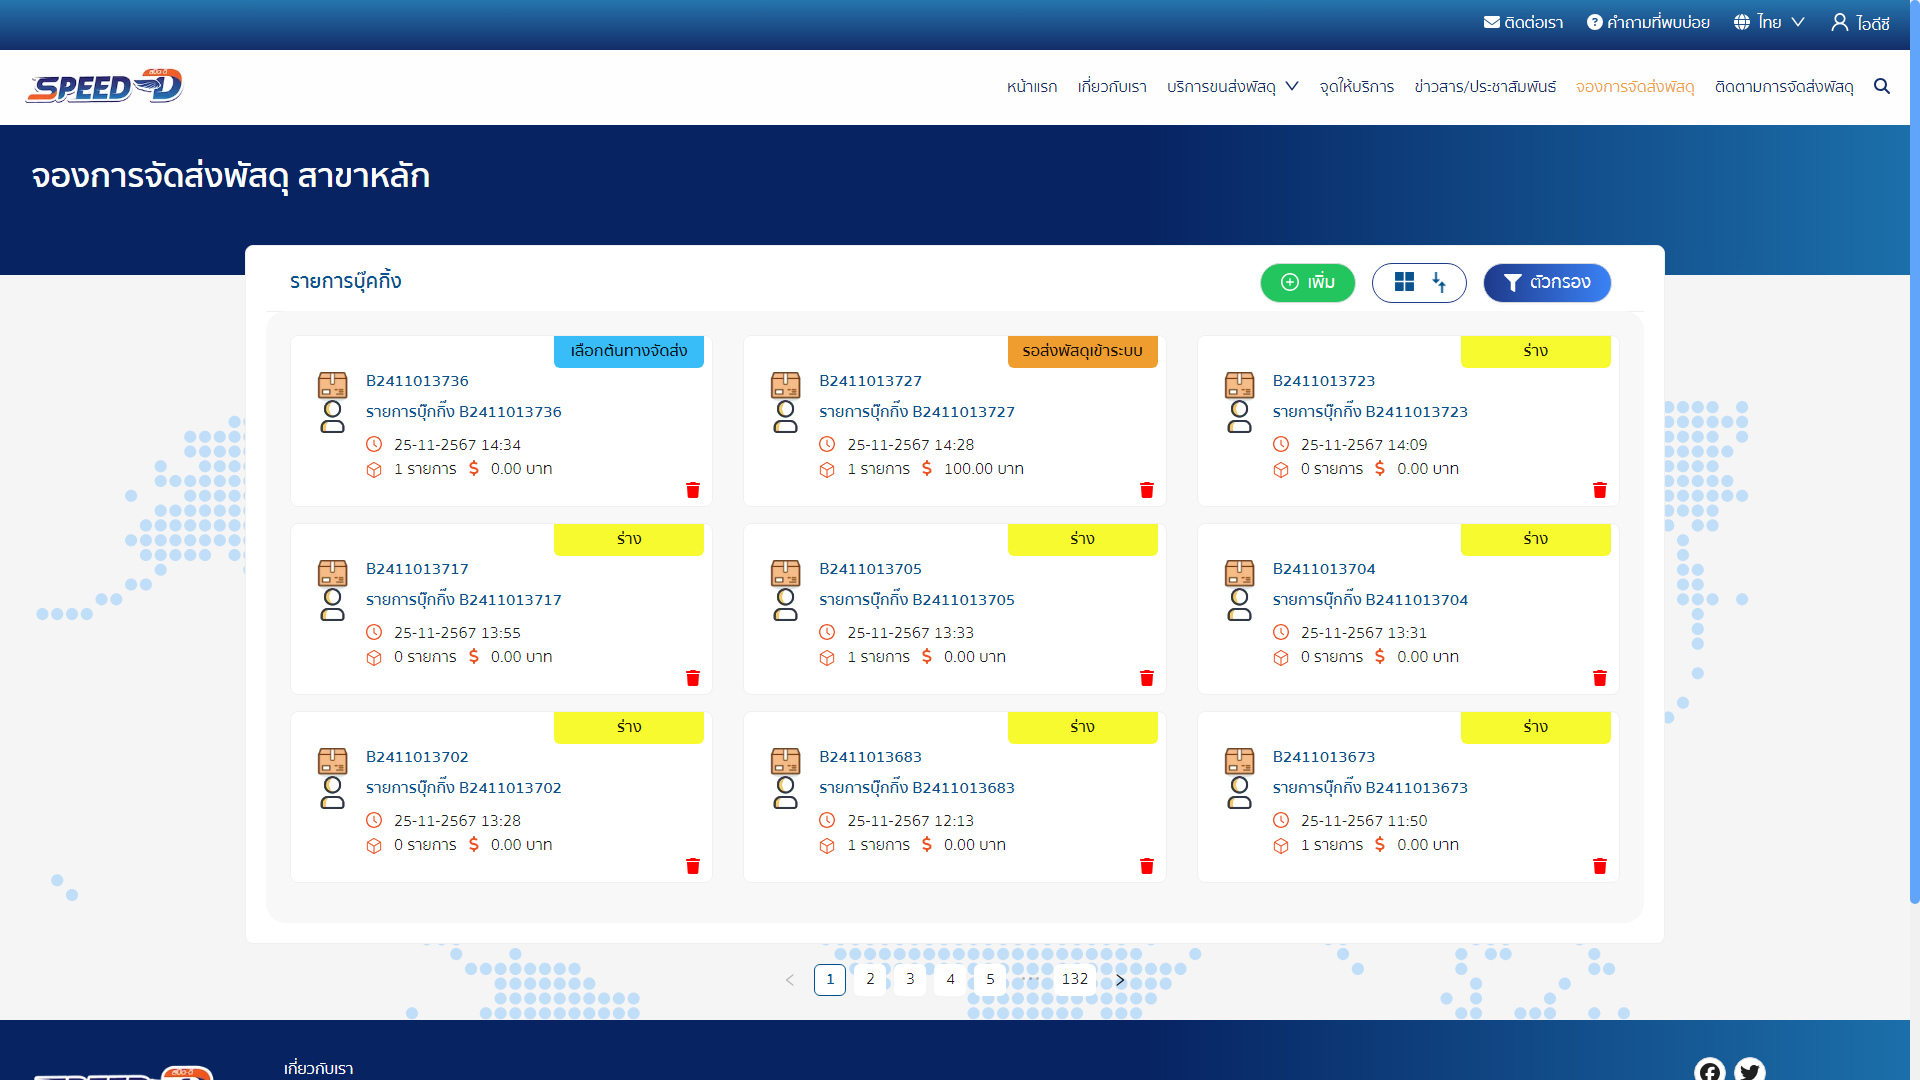 ติดต่อเรา คำถามที่พบบ่อย ไทย ไอดีซี
สปีด-ดี
SPEED-D
หน้าแรก เกี่ยวกับเรา บริการขนส่งพัสดุ จุดให้บริการ ข่าวสาร/ประชาสัมพันธ์ จองการจัดส่งพัสดุ ติดตามการจัดส่งพัสดุ
จองการจัดส่งพัสดุ สาขาหลัก
รายการบุ๊คกิ้ง
เพิ่ม ตัวกรอง
เลือกต้นทางจัดส่ง
B2411013736
รายการบุ๊กกิ๊ง B2411013736
25-11-2567 14:34
1 รายการ $ 0.00 บาท
รอส่งพัสดุเข้าระบบ
B2411013727
รายการบุ๊กกิ๊ง B2411013727
25-11-2567 14:28
1 รายการ $ 100.00 บาท
ร่าง
B2411013723
รายการบุ๊กกิ๊ง B2411013723
25-11-2567 14:09
0 รายการ $ 0.00 บาท
ร่าง
B2411013717
รายการบุ๊กกิ๊ง B2411013717
25-11-2567 13:55
0 รายการ $ 0.00 บาท
ร่าง
B2411013705
รายการบุ๊กกิ๊ง B2411013705
25-11-2567 13:33
1 รายการ $ 0.00 บาท
ร่าง
B2411013704
รายการบุ๊กกิ๊ง B2411013704
25-11-2567 13:31
0 รายการ $ 0.00 บาท
ร่าง
B2411013702
รายการบุ๊กกิ๊ง B2411013702
25-11-2567 13:28
0 รายการ $ 0.00 บาท
ร่าง
B2411013683
รายการบุ๊กกิ๊ง B2411013683
25-11-2567 12:13
1 รายการ $ 0.00 บาท
ร่าง
B2411013673
รายการบุ๊กกิ๊ง B2411013673
25-11-2567 11:50
1 รายการ $ 0.00 บาท
1 2 3 4 5 ••• 132
เกี่ยวกับเรา